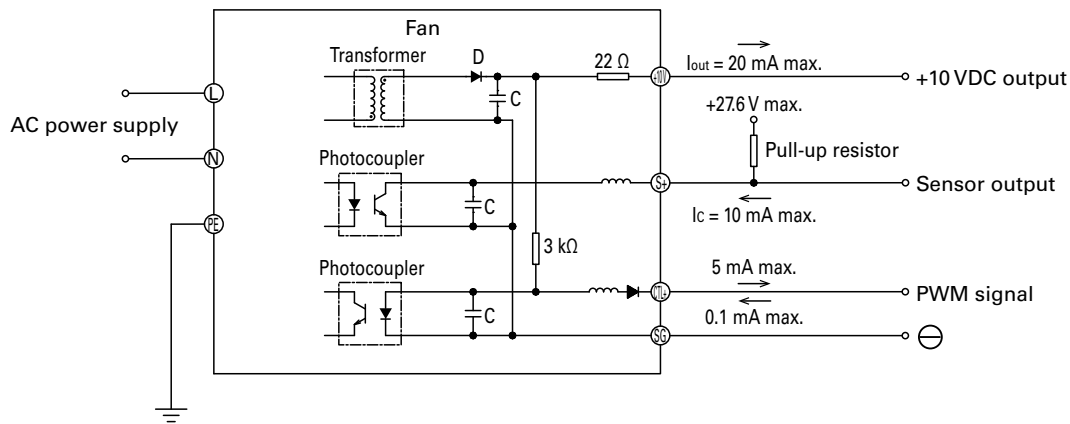 Fan
Transformer
D
22 Ω
+10V
Iout = 20 mA max.
+10 VDC output
C
L
AC power supply
+27.6 V max.
Pull-up resistor
N
Photocoupler
S+
Sensor output
C
IC = 10 mA max.
PE
3 kΩ
Photocoupler
5 mA max.
CTL+
PWM signal
C
0.1 mA max.
SG
⊖